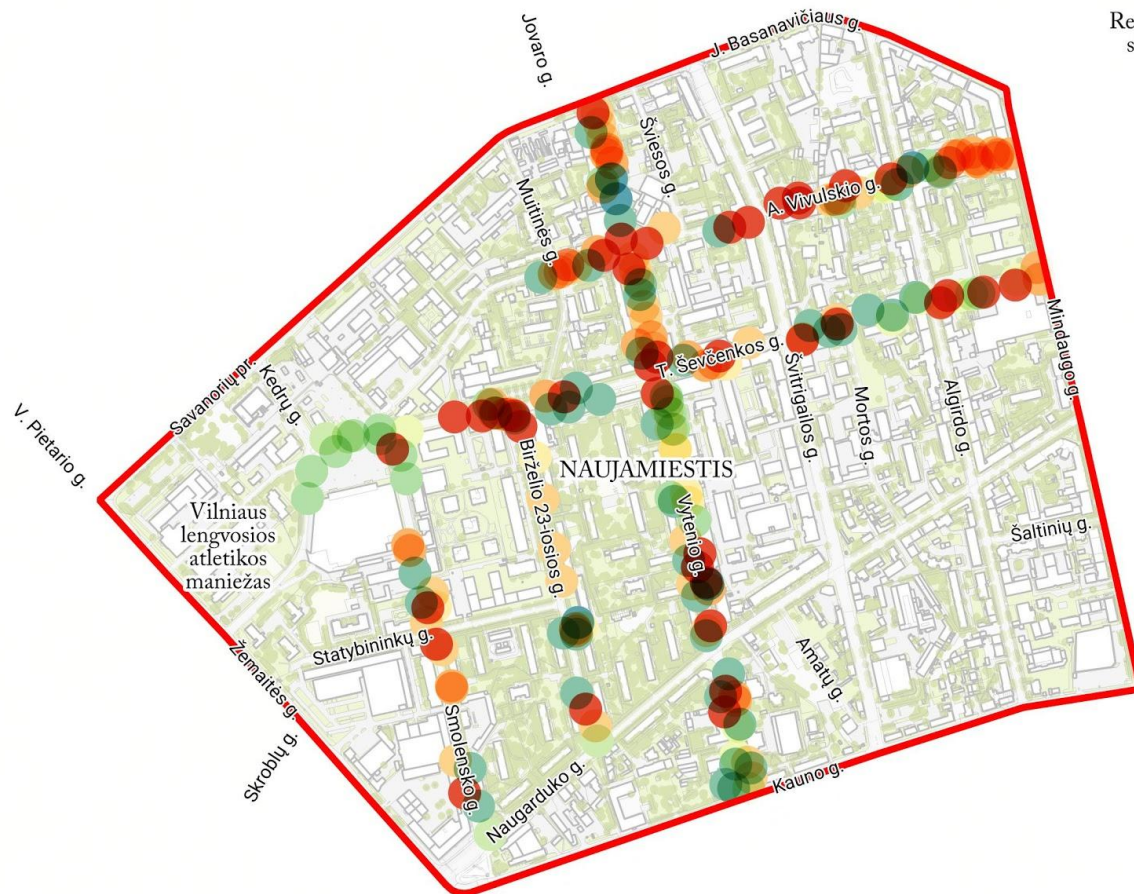 Jovaro g.
J. Basanavičiaus g.
Re
s
Šviesos g.
Muitinės g.
A. Vivulskio g.
Savanorių pr.
Kedrų g.
T. Ševčenkos g.
Mindaugo g.
Švitrigailos g.
Mortos g.
Algirdo g.
V. Pietario g.
NAUJAMIESTIS
Birželio 23-iosios g.
Vytenio g.
Vilniaus
lengvosios
atletikos
maniežas
Šaltinių g.
Statybininkų g.
Žemaitės g.
Amatų g.
Skroblų g.
Smolensko g.
Naugarduko g.
Kauno g.